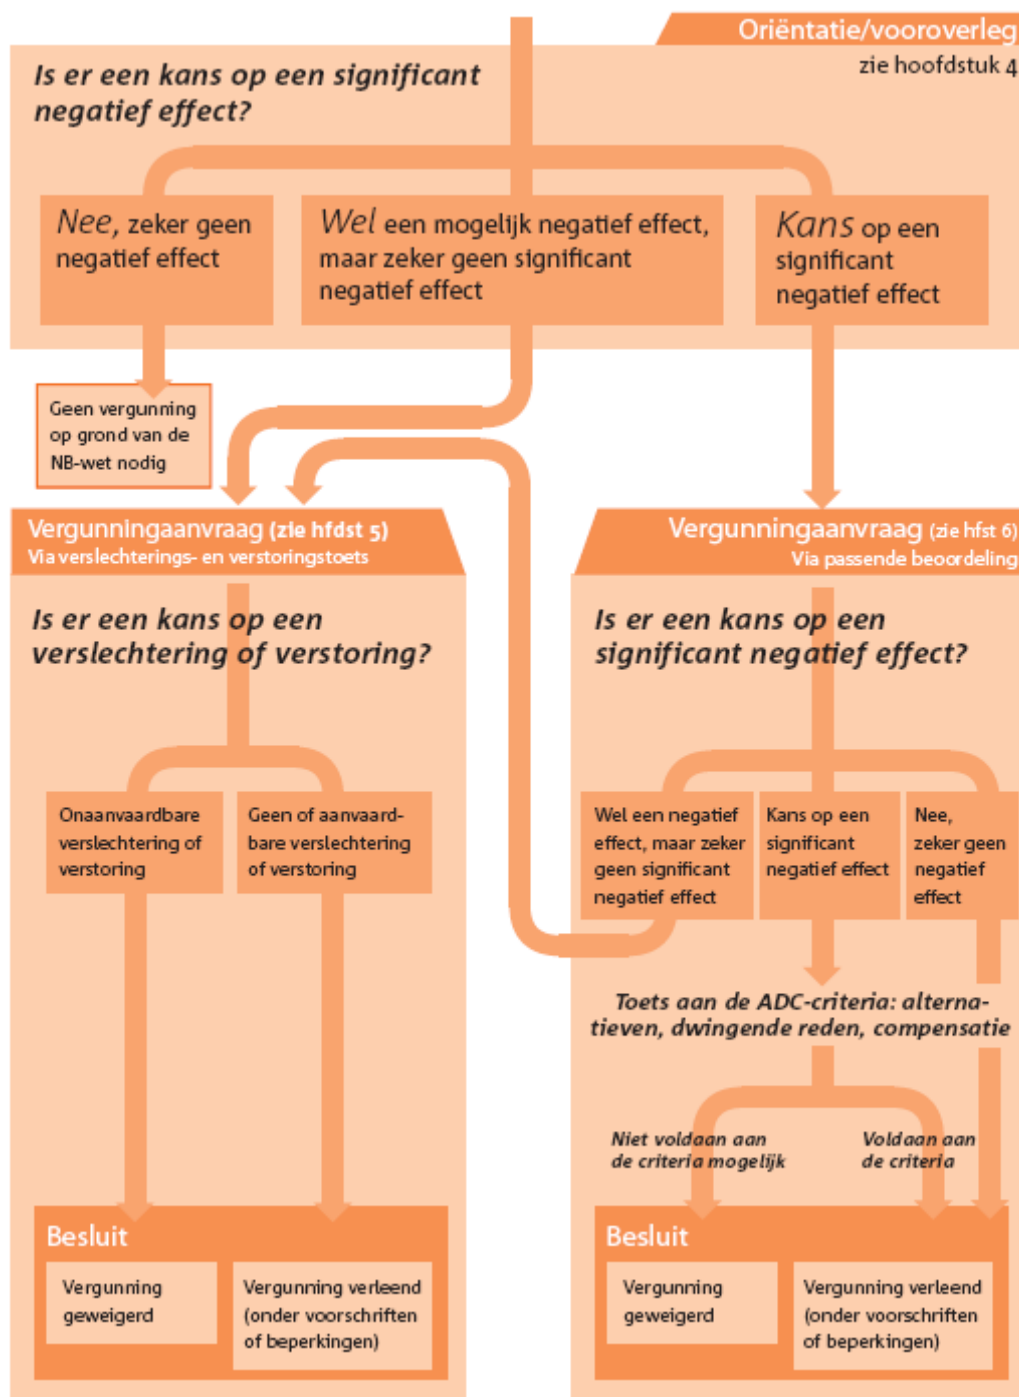 Oriëntatie/vooroverleg
zie hoofdstuk 4
Is er een kans op een significant
negatief effect?
Nee, zeker geen
negatief effect
Wel een mogelijk negatief effect,
maar zeker geen significant
negatief effect
Kans op een
significant
negatief effect
Geen vergunning
op grond van de
NB-wet nodig
Vergunningaanvraag (zie hfdst 5)
Via verslechterings- en verstoringstoets
Is er een kans op een
verslechtering of verstoring?
Onaanvaardbare
verslechtering of
verstoring
Geen of aanvaard-
bare verslechtering
of verstoring
Besluit
Vergunning
geweigerd
Vergunning verleend
(onder voorschriften
of beperkingen)
Vergunningaanvraag (zie hfst 6)
Via passende beoordeling
Is er een kans op een
significant negatief effect?
Wel een negatief
effect, maar zeker
geen significant
negatief effect
Kans op een
significant
negatief effect
Nee,
zeker geen
negatief
effect
Toets aan de ADC-criteria: alterna-
tieven, dwingende reden, compensatie
Niet voldaan aan
de criteria mogelijk
Voldaan aan
de criteria
Besluit
Vergunning
geweigerd
Vergunning verleend
(onder voorschriften
of beperkingen)